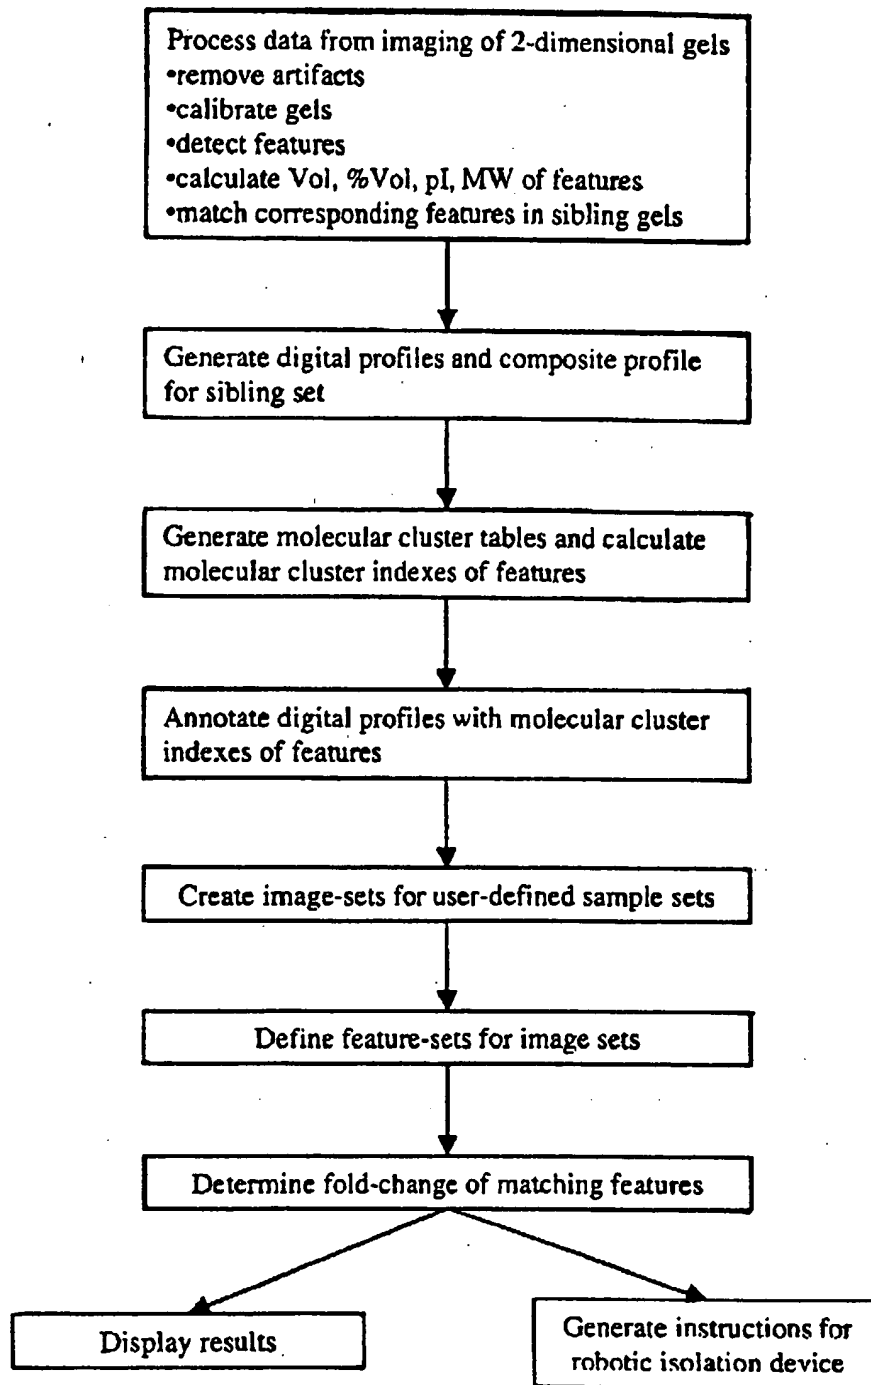 Process data from imaging of 2-dimensional gels
•remove artifacts
•calibrate gels
•detect features
•calculate Vol, %Vol, pI, MW of features
•match corresponding features in sibling gels
Generate digital profiles and composite profile
for sibling set
Generate molecular cluster tables and calculate
molecular cluster indexes of features
Annotate digital profiles with molecular cluster
indexes of features
Create image-sets for user-defined sample sets
Define feature-sets for image sets
Determine fold-change of matching features
Display results
Generate instructions for
robotic isolation device